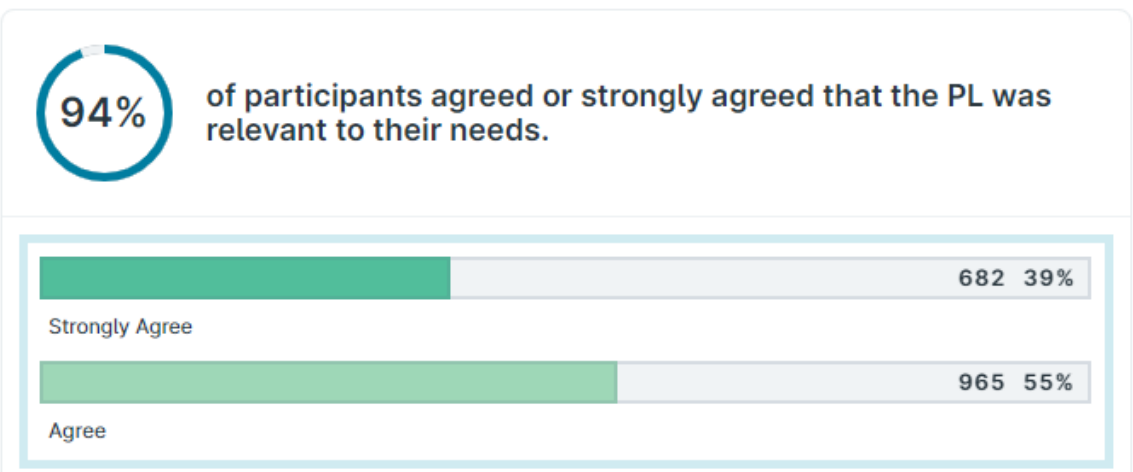 94%
of participants agreed or strongly agreed that the PL was
relevant to their needs.
682 39%
Strongly Agree
965 55%
Agree